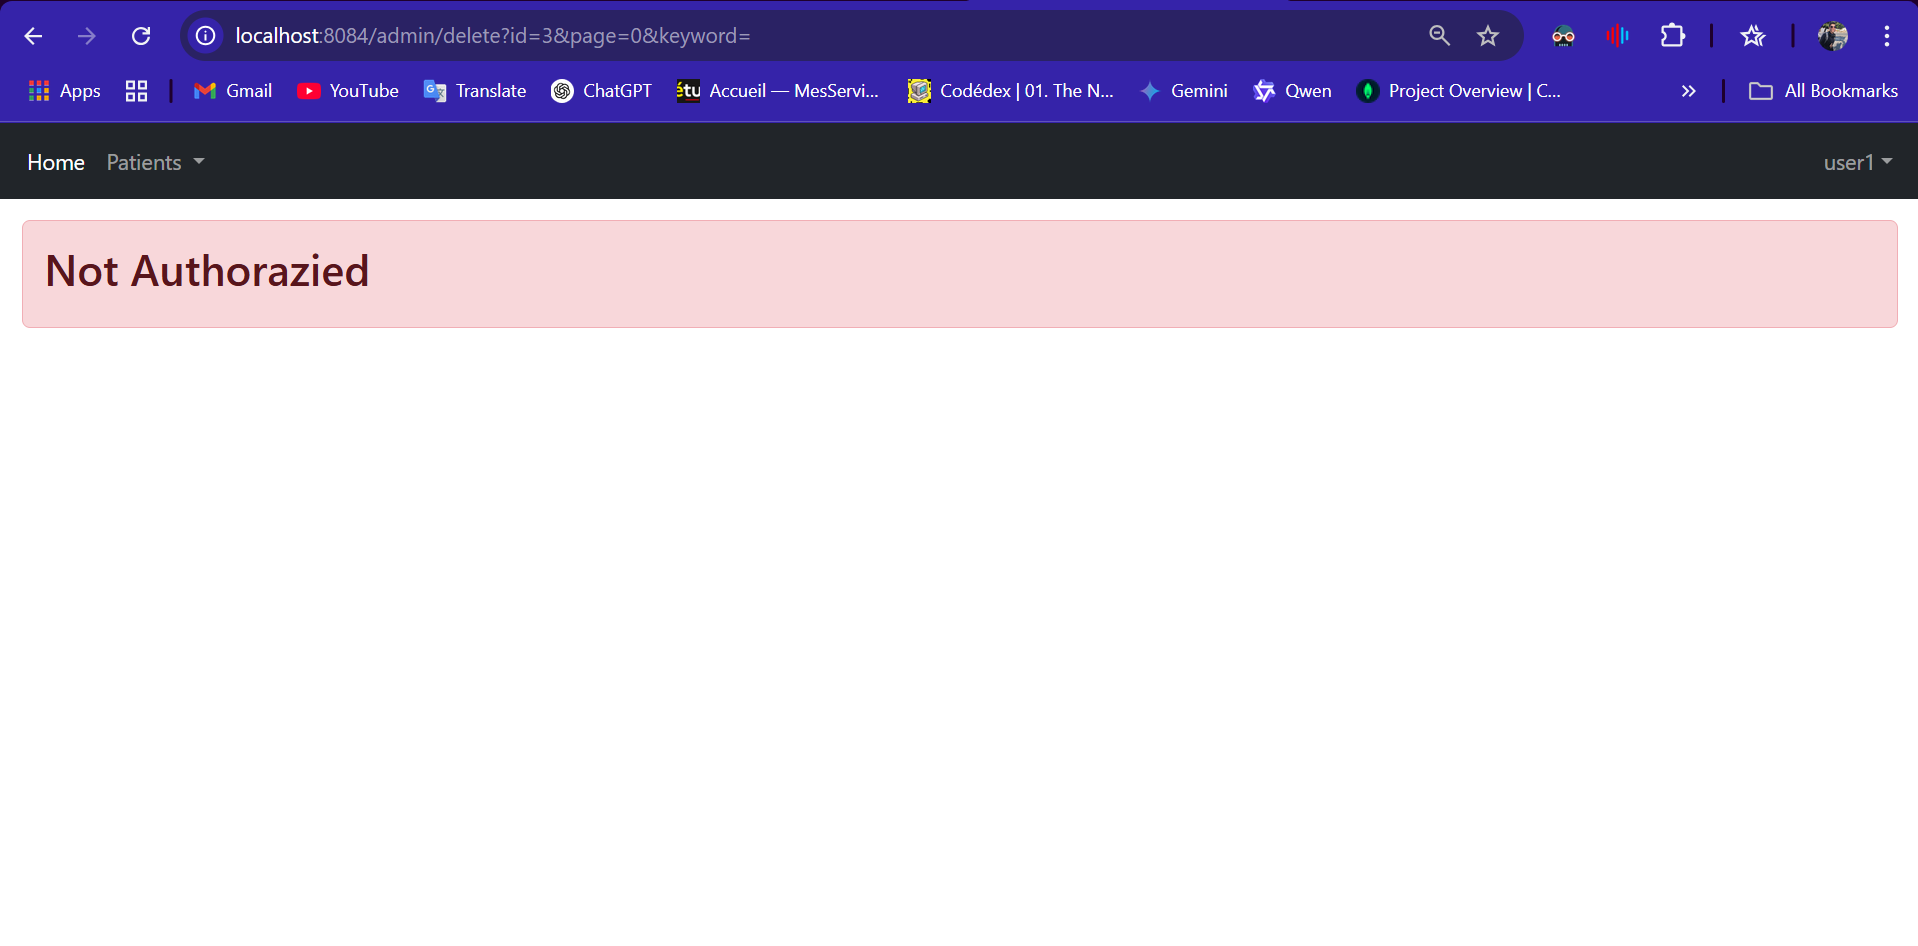 localhost:8084/admin/delete?id=3&page=0&keyword=
Apps Gmail YouTube Translate ChatGPT étu Accueil — MesServi... Codédex | 01. The N... Gemini Qwen Project Overview | C... » All Bookmarks
Home Patients user1
Not Authorazied